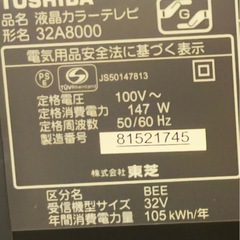 TOSHIBA
品名 液晶カラーテレビ
形名 32A8000
電気用品安全法に基づく表示
PS
E
TÜVRheinland
JS50147813
定格電圧 100V～
定格消費電力 147 W
定格周波数 50/60 Hz
製造番号 81521745
株式会社 東芝
区分名 BEE
受信機型サイズ 32V
年間消費電力量 105 kWh/年